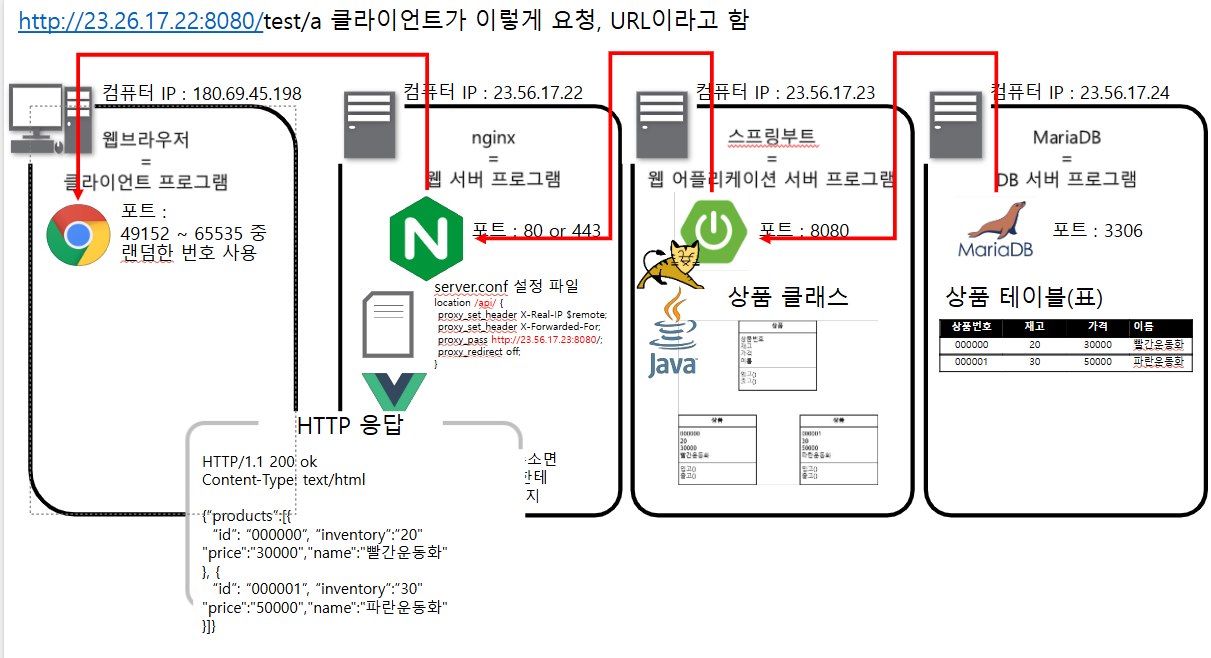 http://23.26.17.22:8080/test/a 클라이언트가 이렇게 요청, URL이라고 함
컴퓨터 IP : 180.69.45.198
웹브라우저
=
클라이언트 프로그램
포트 :
49152 ~ 65535 중
랜덤한 번호 사용
컴퓨터 IP : 23.56.17.22
nginx
=
웹 서버 프로그램
N
포트 : 80 or 443
server.conf 설정 파일
location /api/ {
proxy_set_header X-Real-IP $remote;
proxy_set_header X-Forwarded-For;
proxy_pass http://23.56.17.23:8080/;
proxy_redirect off;
}
소면
한테
지
HTTP 응답
HTTP/1.1 200 ok
Content-Type: text/html
{"products":[{
"id": "000000", "inventory":"20"
"price":"30000","name":"빨간운동화"
}, {
"id": "000001", "inventory":"30"
"price":"50000","name":"파란운동화"
}]}
컴퓨터 IP : 23.56.17.23
스프링부트
=
웹 어플리케이션 서버 프로그램
포트 : 8080
상품 클래스
Java
상품
상품번호
재고
가격
이름
입고()
출고()
상품
000000
20
30000
빨간운동화
입고()
출고()
상품
000001
30
50000
파란운동화
입고()
출고()
컴퓨터 IP : 23.56.17.24
MariaDB
=
DB 서버 프로그램
MariaDB
포트 : 3306
상품 테이블(표)
상품번호 재고 가격 이름
000000 20 30000 빨간운동화
000001 30 50000 파란운동화